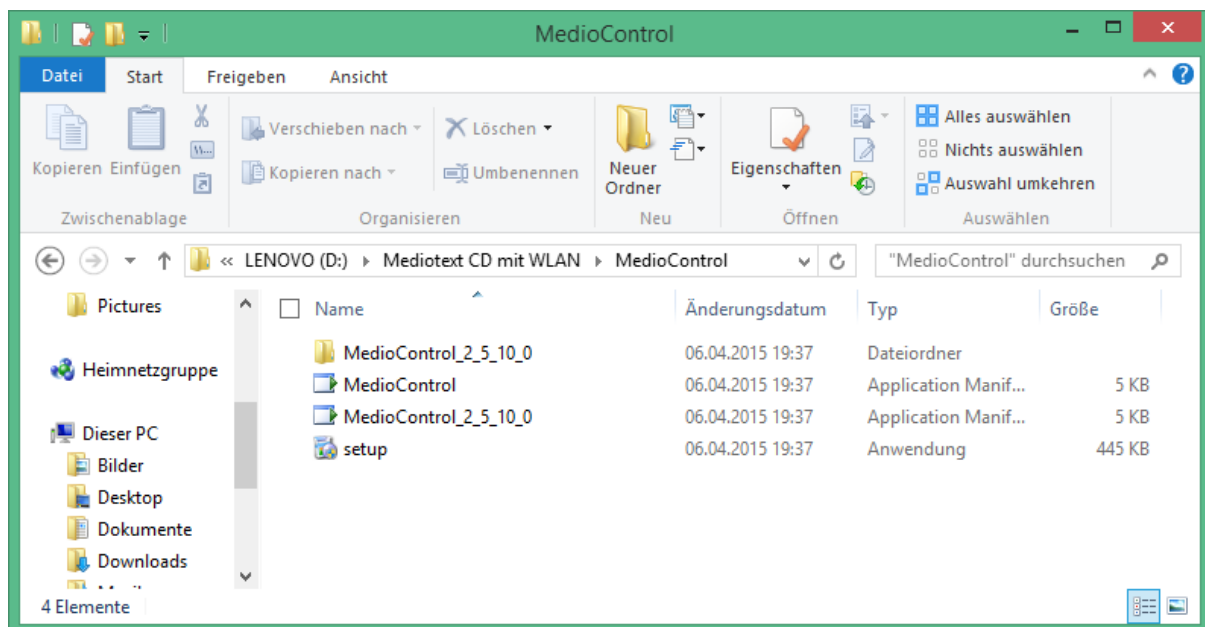 MedioControl
Datei Start Freigeben Ansicht
Kopieren Einfügen
Verschieben nach
Kopieren nach
Löschen
Umbenennen
Neuer
Ordner
Eigenschaften
Alles auswählen
Nichts auswählen
Auswahl umkehren
Zwischenablage Organisieren Neu Öffnen Auswählen
« LENOVO (D:) Mediotext CD mit WLAN MedioControl "MedioControl" durchsuchen
Pictures
Heimnetzgruppe
Dieser PC
Bilder
Desktop
Dokumente
Downloads
Name Änderungsdatum Typ Größe
MedioControl_2_5_10_0 06.04.2015 19:37 Dateiordner
MedioControl 06.04.2015 19:37 Application Manif... 5 KB
MedioControl_2_5_10_0 06.04.2015 19:37 Application Manif... 5 KB
setup 06.04.2015 19:37 Anwendung 445 KB
4 Elemente